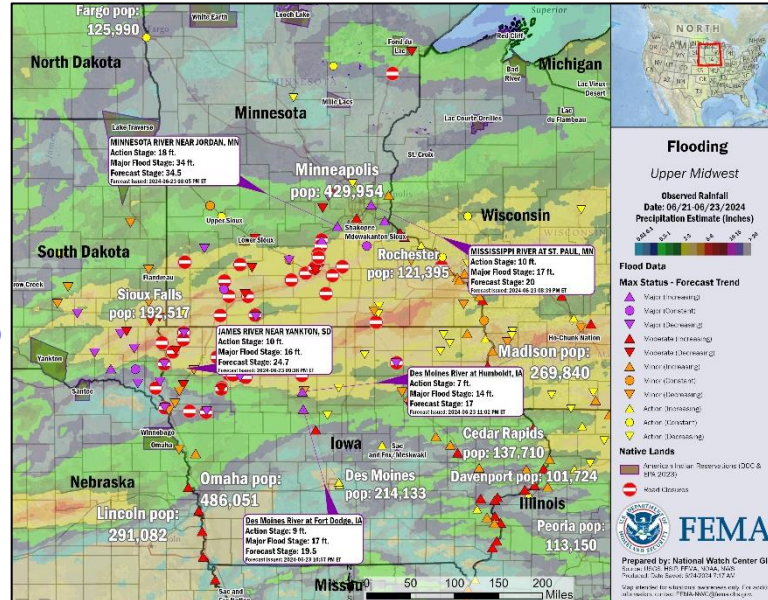 Fargo pop:
125,990
White Earth
Leech Lake
Fond du
Lac
Red Cliff
Superior
Bad
River
Michigan
Lac Vieux
Desert
North Dakota
Minnesota
Mille Lacs
Lac Courte Oreilles
Lac
du Flambeau
Lake Traverse
St. Croix
MINNESOTA RIVER NEAR JORDAN, MN
Action Stage: 18 ft.
Major Flood Stage: 34 ft.
Forecast Stage: 34.5
Minneapolis
pop: 429,954
Upper Sioux
Lower Sioux
Shakopee
Mdewakanton Sioux
Wisconsin
South Dakota
Flandreau
Rochester
pop: 121,395
MISSISSIPPI RIVER AT ST. PAUL, MN
Action Stage: 10 ft.
Major Flood Stage: 17 ft.
Forecast Stage: 20
Sioux Falls
pop: 192,517
Ho-Chunk Nation
JAMES RIVER NEAR YANKTON, SD
Action Stage: 10 ft.
Major Flood Stage: 16 ft.
Forecast Stage: 24.7
Madison pop:
269,840
Yankton
Santee
Des Moines River at Humboldt, IA
Action Stage: 7 ft.
Major Flood Stage: 14 ft.
Forecast Stage: 17
Winnebago
Omaha
Iowa
Sac
and Fox/Meskwaki
Cedar Rapids
pop: 137,710
Davenport pop: 101,724
Nebraska
Omaha pop:
486,051
Des Moines
pop: 214,133
Illinois
Lincoln pop:
291,082
Peoria pop:
113,150
Des Moines River at Fort Dodge, IA
Action Stage: 9 ft.
Major Flood Stage: 17 ft.
Forecast Stage: 19.5
Sac and
0 50 100 150 200
Miles
NORTH
Flooding
Upper Midwest
Observed Rainfall
Date: 06/21-06/23/2024
Precipitation Estimate (inches)
Flood Data
Max Status - Forecast Trend
Major (Increasing)
Major (Constant)
Major (Decreasing)
Moderate (Increasing)
Moderate (Decreasing)
Minor (Increasing)
Minor (Constant)
Minor (Decreasing)
Action (Increasing)
Action (Constant)
Action (Decreasing)
Native Lands
American Indian Reservations (DOC &
EPA 2023)
Road Closures
FEMA
Prepared by: National Watch Center